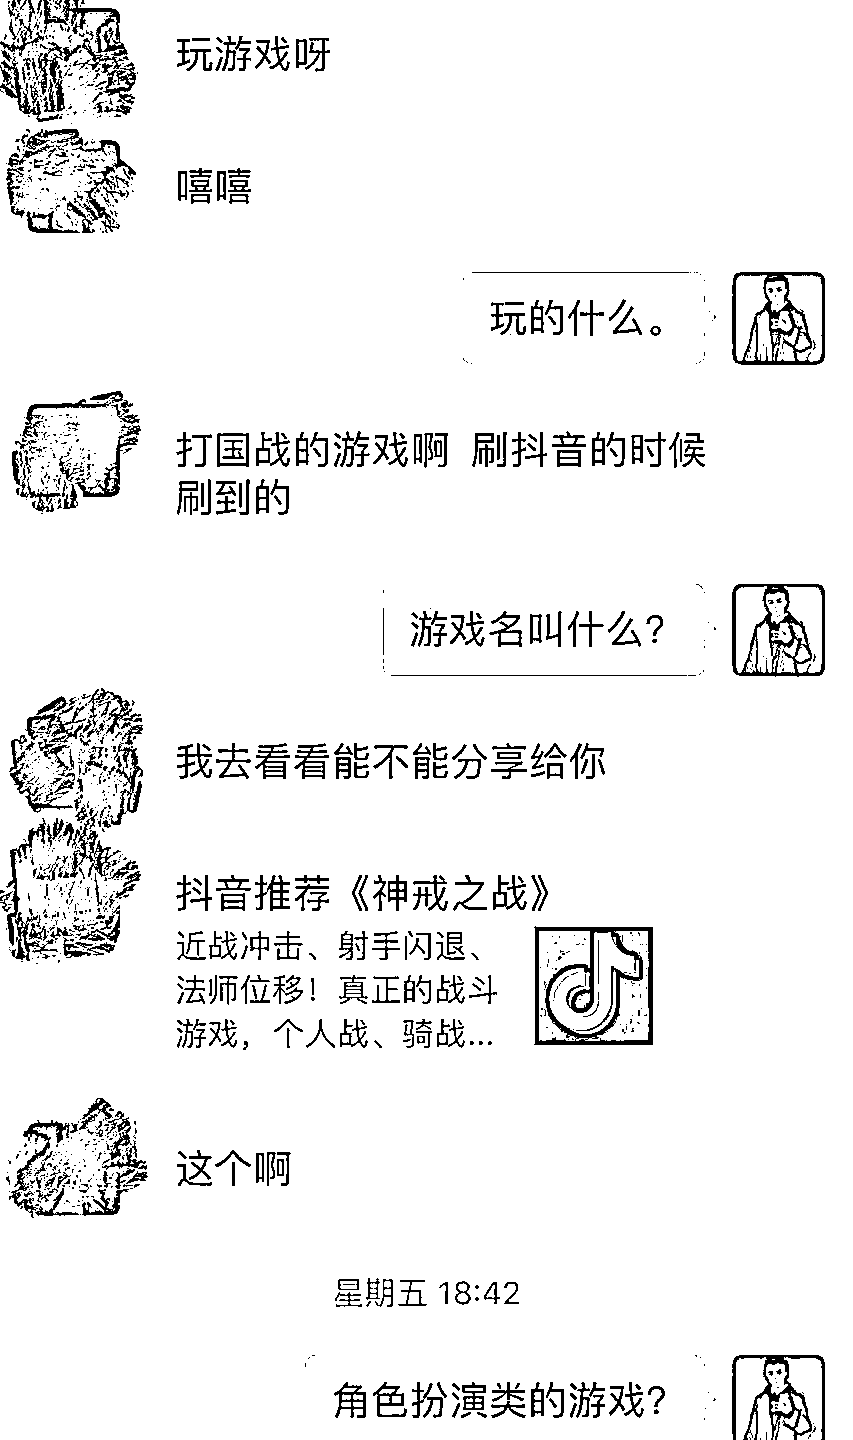 玩游戏呀
嘻嘻
玩的什么。
打国战的游戏啊 刷抖音的时候
刷到的
游戏名叫什么？
我去看看能不能分享给你
抖音推荐《神戒之战》
近战冲击、射手闪退、
法师位移！真正的战斗
游戏，个人战、骑战...
这个啊
星期五 18:42
角色扮演类的游戏？